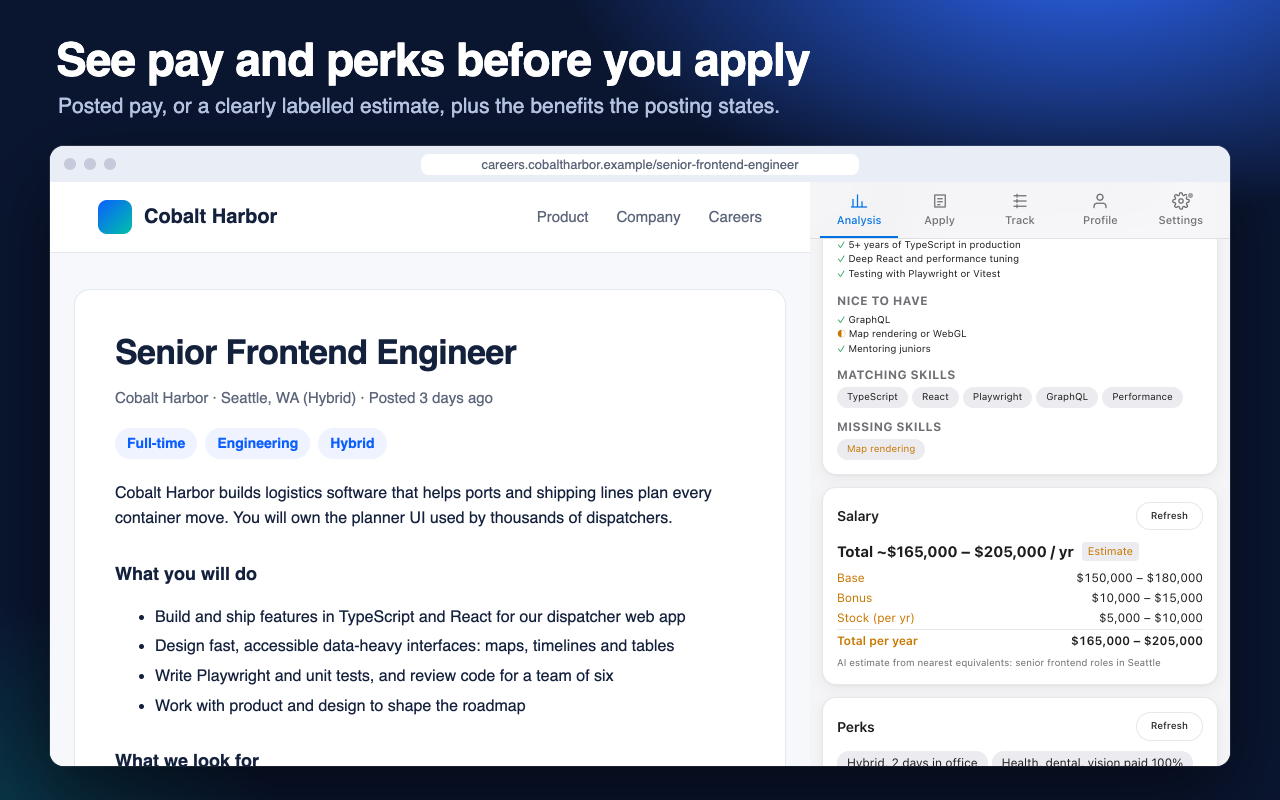 See pay and perks before you apply
Posted pay, or a clearly labelled estimate, plus the benefits the posting states.
careers.cobaltharbor.example/senior-frontend-engineer
Cobalt Harbor
Product Company Careers
Senior Frontend Engineer
Cobalt Harbor · Seattle, WA (Hybrid) · Posted 3 days ago
Full-time Engineering Hybrid
Cobalt Harbor builds logistics software that helps ports and shipping lines plan every
container move. You will own the planner UI used by thousands of dispatchers.
What you will do
• Build and ship features in TypeScript and React for our dispatcher web app
• Design fast, accessible data-heavy interfaces: maps, timelines and tables
• Write Playwright and unit tests, and review code for a team of six
• Work with product and design to shape the roadmap
What we look for
Analysis Apply Track Profile Settings
✓ 5+ years of TypeScript in production
✓ Deep React and performance tuning
✓ Testing with Playwright or Vitest
NICE TO HAVE
✓ GraphQL
Map rendering or WebGL
✓ Mentoring juniors
MATCHING SKILLS
TypeScript React Playwright GraphQL Performance
MISSING SKILLS
Map rendering
Salary Refresh
Total ~$165,000 – $205,000 / yr Estimate
Base $150,000 – $180,000
Bonus $10,000 – $15,000
Stock (per yr) $5,000 – $10,000
Total per year $165,000 – $205,000
AI estimate from nearest equivalents: senior frontend roles in Seattle
Perks Refresh
Hybrid, 2 days in office Health, dental, vision paid 100%